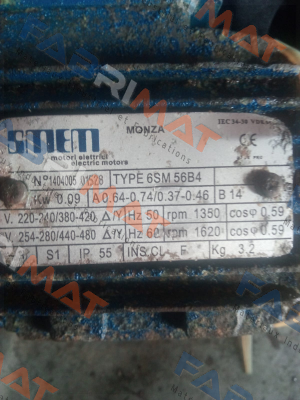 FABRIMAT
SMEM
motori elettrici
electric motors
MONZA
IEC 34-38
CE
N° 1404005 01528 TYPE 6SM 56B4
Kw 0.09 A 0.64-0.74/0.37-0.46 B 14
V. 220-240/380-420 Δ/Y Hz 50 rpm 1350 cosφ 0.59
V. 254-280/440-480 Δ/Y Hz 60 rpm 1620 cosφ 0.59
S1 IP 55 INS.CL F Kg 3,2